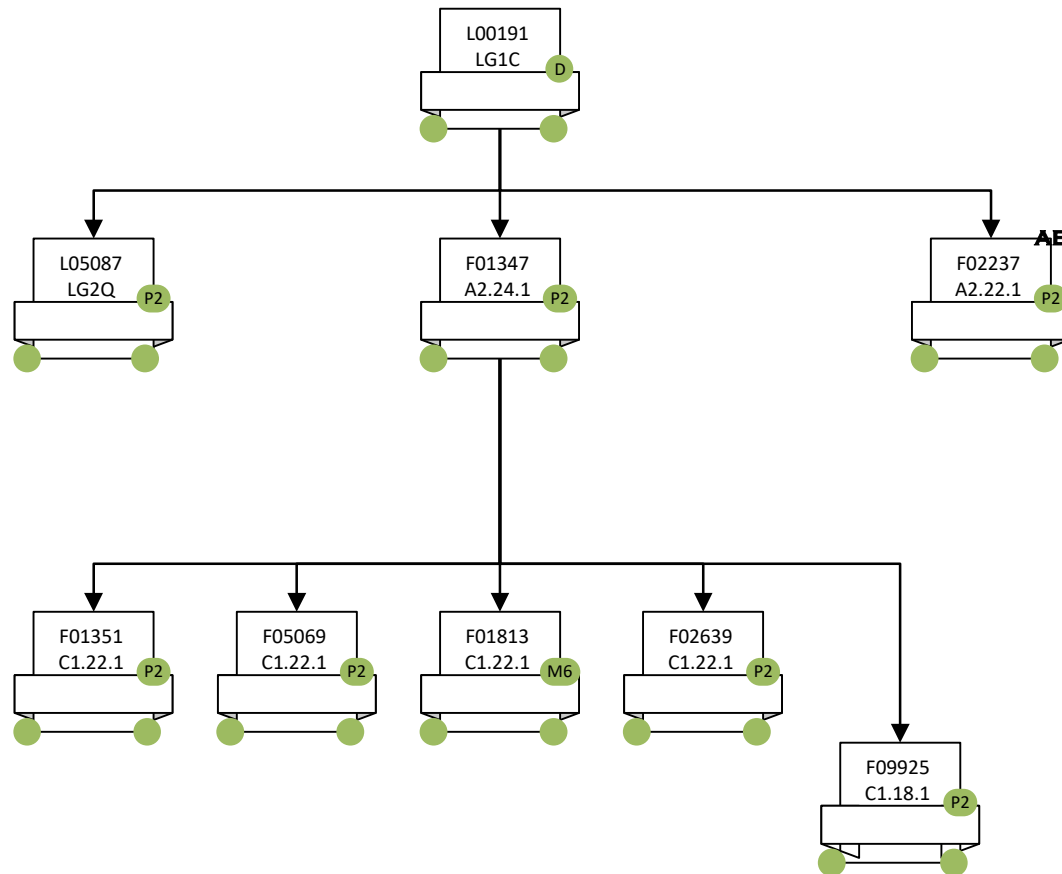 L00191
LG1C
D
L05087
LG2Q
P2
F01347
A2.24.1
P2
F02237
A2.22.1
P2
F01351
C1.22.1
P2
F05069
C1.22.1
P2
F01813
C1.22.1
M6
F02639
C1.22.1
P2
F09925
C1.18.1
P2